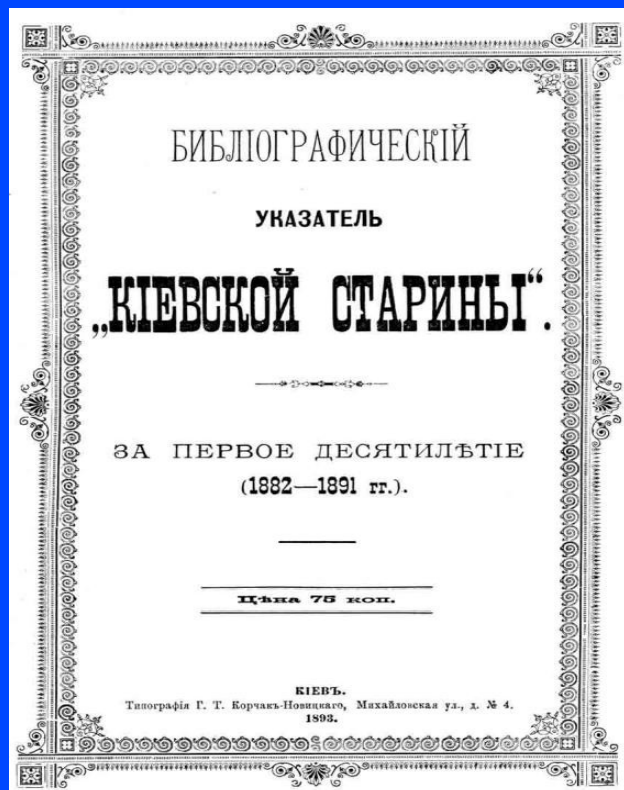 БИБЛІОГРАФИЧЕСКІЙ
УКАЗАТЕЛЬ
„КІЕВСКОЙ СТАРИНЫ“.
ЗА ПЕРВОЕ ДЕСЯТИЛѢТІЕ
(1882—1891 гг.).
Цѣна 75 коп.
КІЕВЪ.
Типографія Г. Т. Корчакъ-Новицкаго, Михайловская ул., д. № 4.
1893.